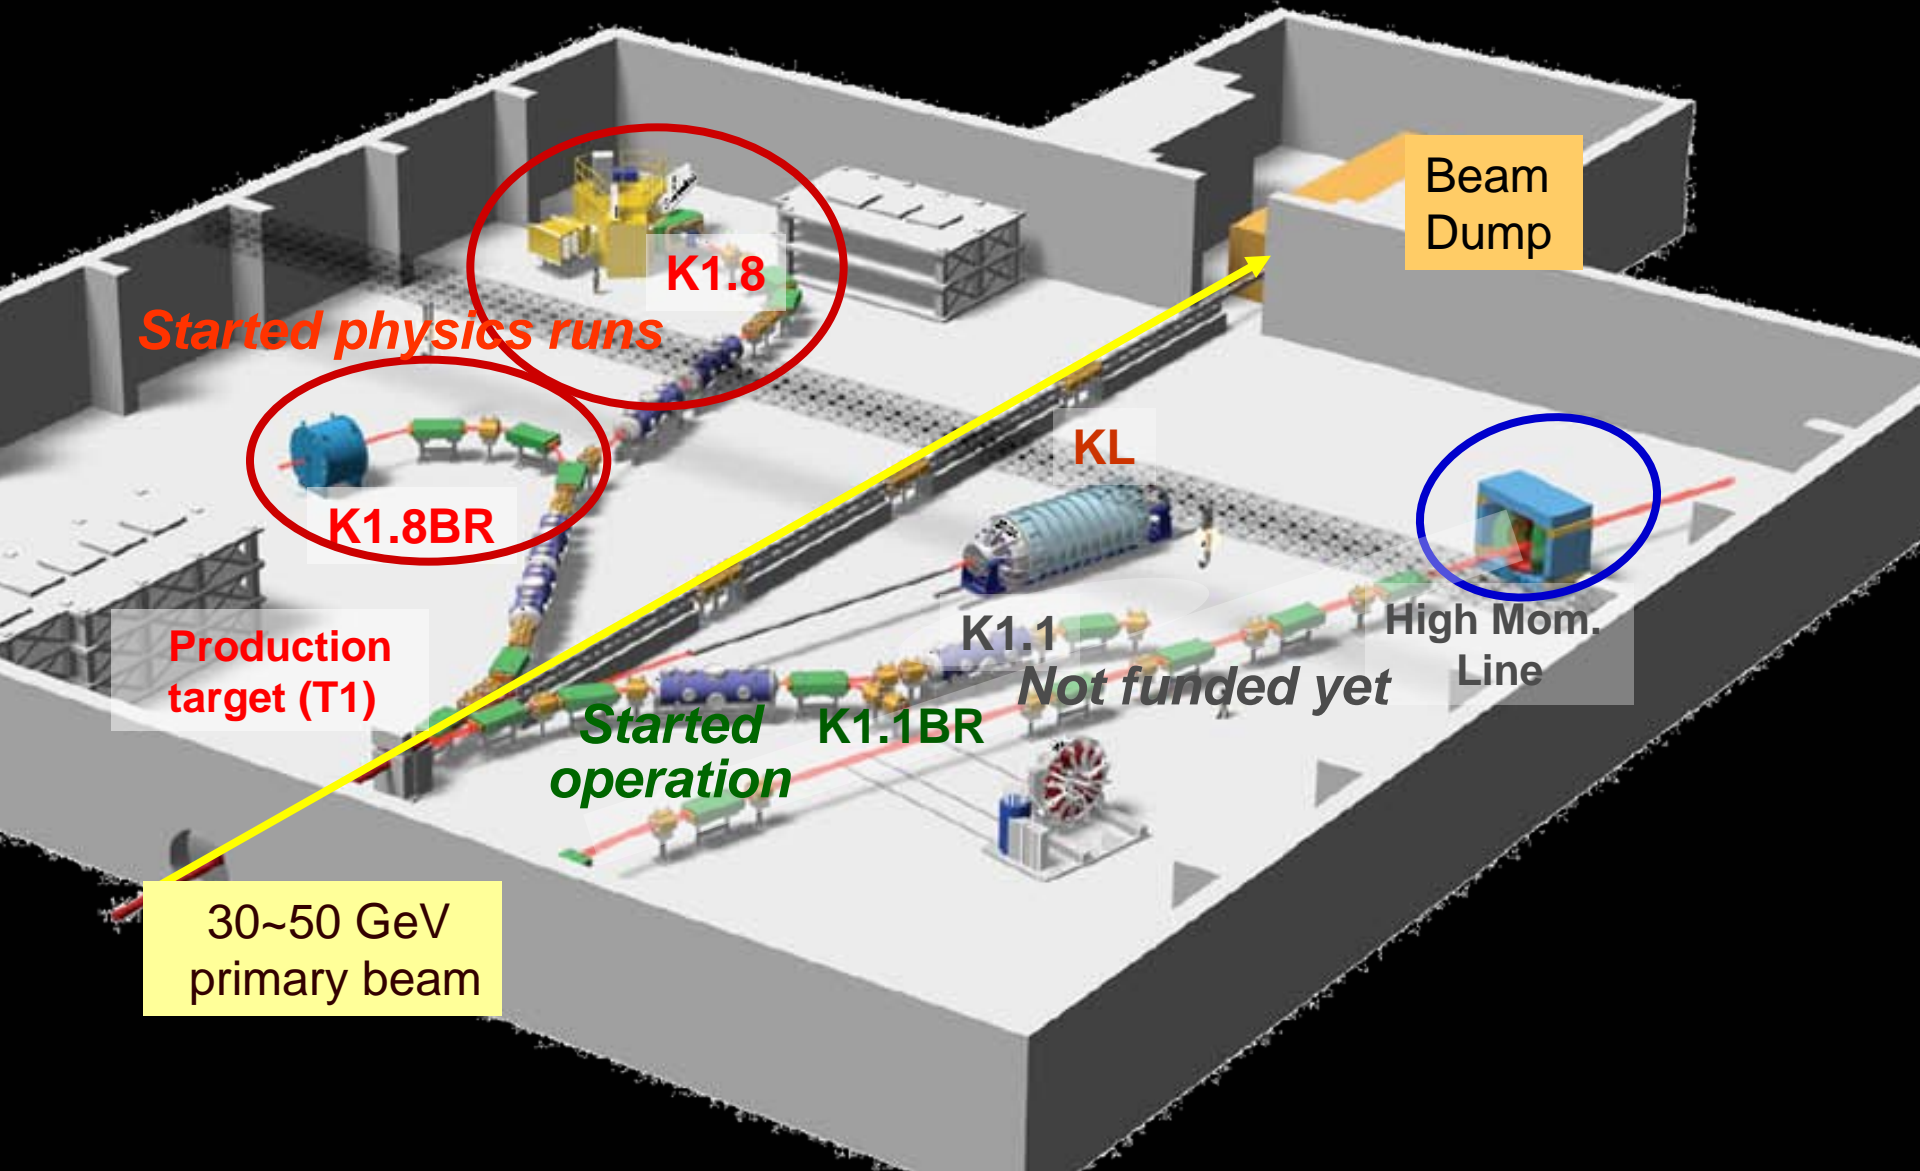 Beam
Dump
K1.8
Started physics runs
KL
K1.8BR
High Mom.
Line
K1.1
Not funded yet
Production
target (T1)
Started
operation
K1.1BR
30~50 GeV
primary beam